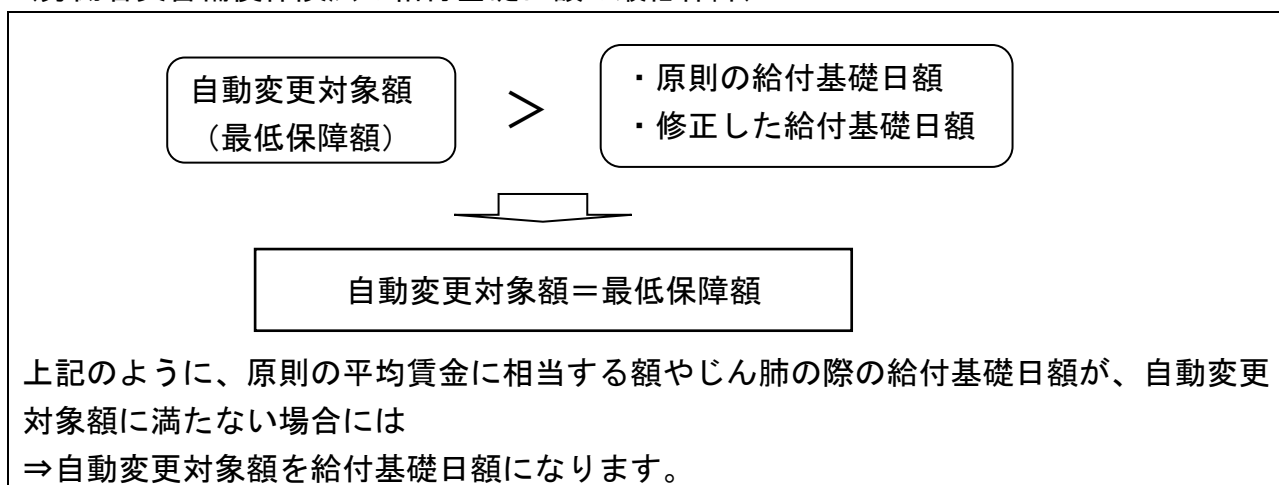 自動変更対象額
(最低保障額)
>
・原則の給付基礎日額
・修正した給付基礎日額
自動変更対象額=最低保障額
上記のように、原則の平均賃金に相当する額やじん肺の際の給付基礎日額が、自動変更
対象額に満たない場合には
⇒自動変更対象額を給付基礎日額になります。